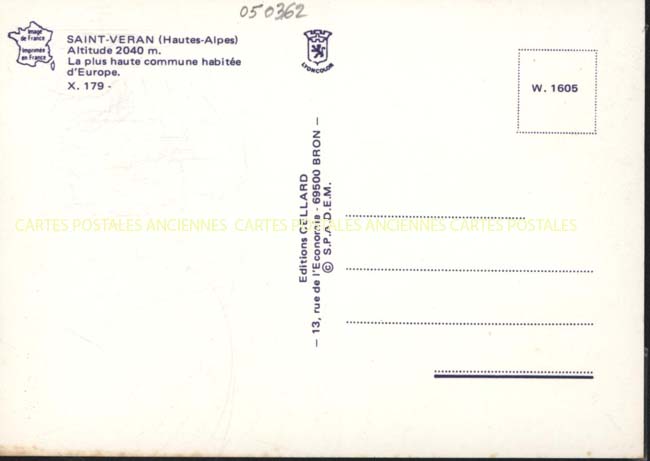 050362
Image
de France
Imprimée
en France
SAINT-VERAN (Hautes-Alpes)
Altitude 2040 m.
La plus haute commune habitée
d'Europe.
X. 179 -
LYONCOLOR
W. 1605
Editions CELLARD
– 13, rue de l'Economie - 69500 BRON –
© S.P.A.D.E.M.
CARTES POSTALES ANCIENNES CARTES POSTALES ANCIENNES CARTES POSTALES